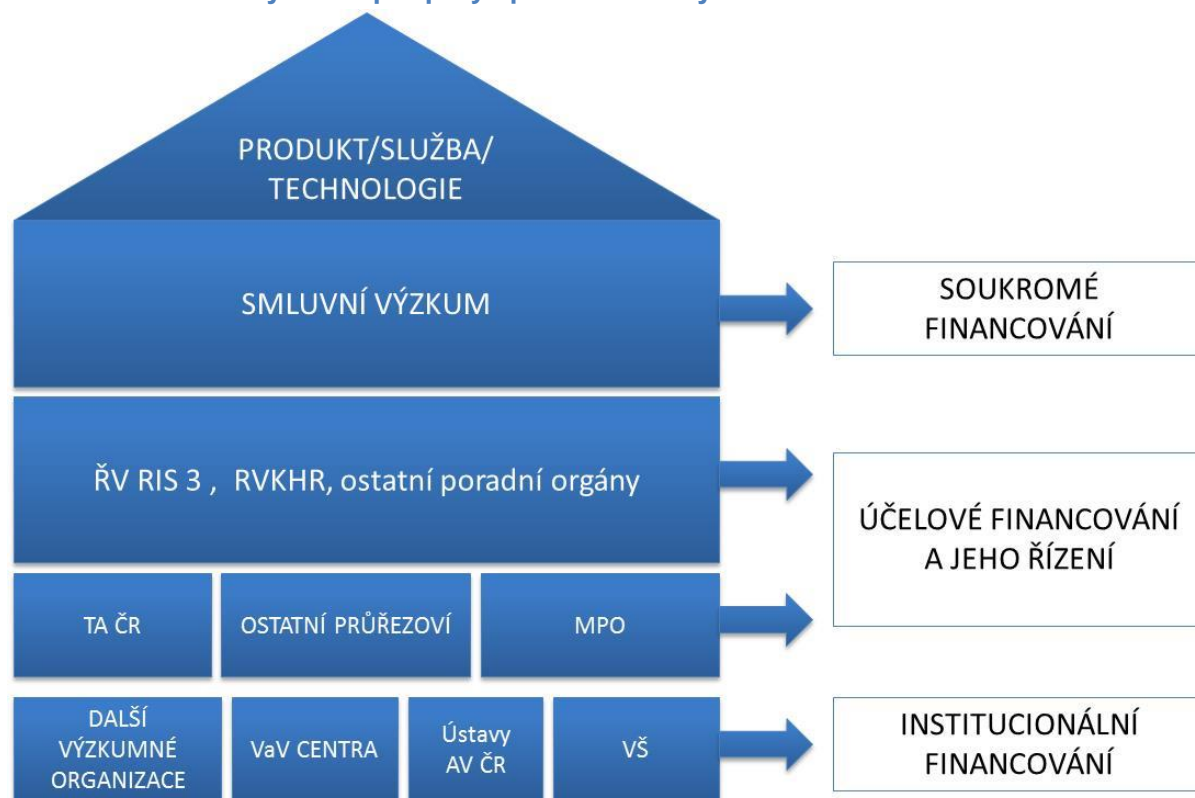 PRODUKT/SLUŽBA/
TECHNOLOGIE
SMLUVNÍ VÝZKUM
SOUKROMÉ
FINANCOVÁNÍ
ŘV RIS 3 , RVKHR, ostatní poradní orgány
ÚČELOVÉ FINANCOVÁNÍ
A JEHO ŘÍZENÍ
TA ČR
OSTATNÍ PRŮŘEZOVÍ
MPO
DALŠÍ
VÝZKUMNÉ
ORGANIZACE
VaV CENTRA
Ústavy
AV ČR
VŠ
INSTITUCIONÁLNÍ
FINANCOVÁNÍ